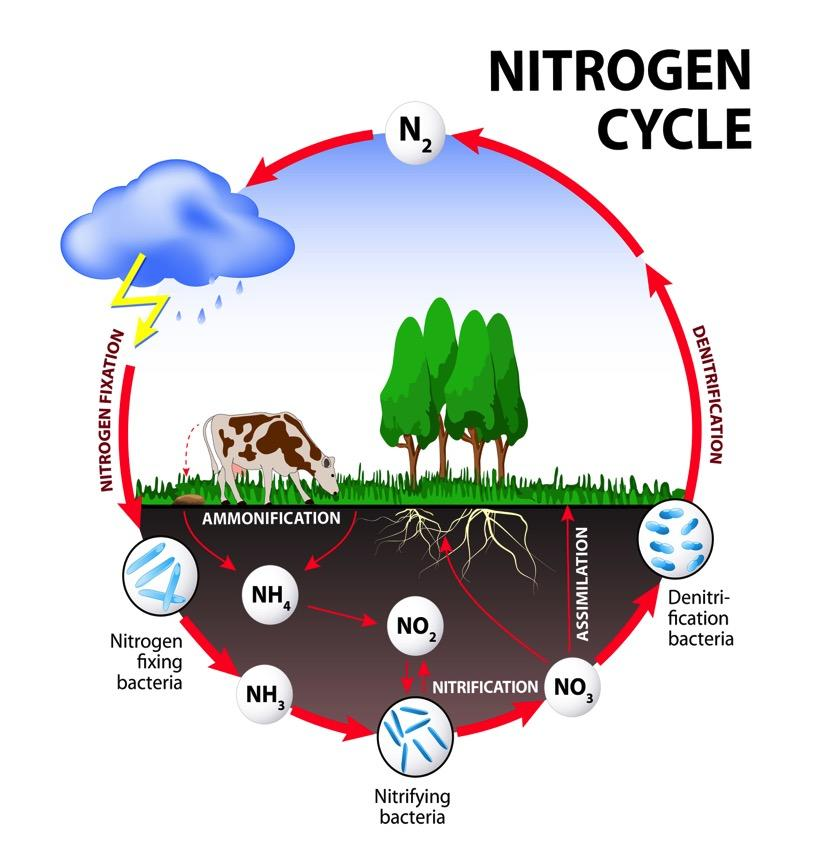 NITROGEN
CYCLE
N2
NITROGEN FIXATION
DENITRIFICATION
AMMONIFICATION
NH4
NO2
ASSIMILATION
Nitrogen
fixing
bacteria
Denitri-
fication
bacteria
NH3
NITRIFICATION
NO3
Nitrifying
bacteria